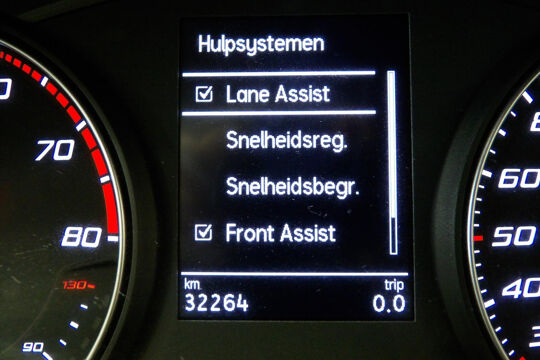 Hulpsystemen
Lane Assist
Snelheidsreg.
Snelheidsbegr.
Front Assist
km trip
32264 0.0
70
80
130
90
60
50
40